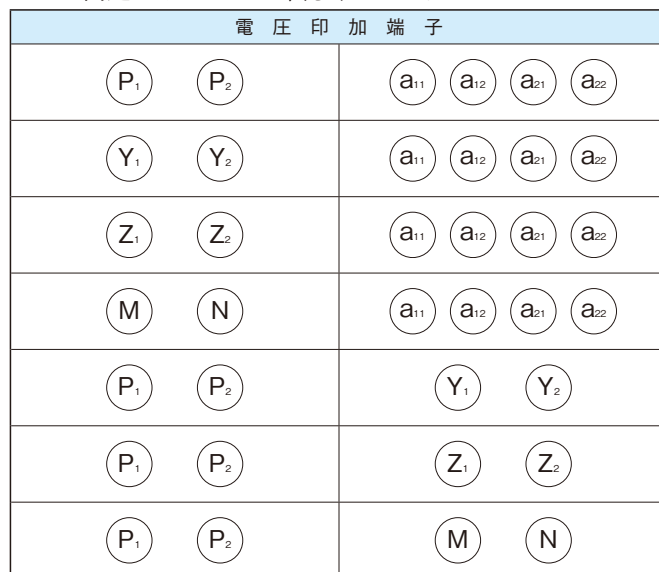 電圧印加端子
P₁ P₂ a₁₁ a₁₂ a₂₁ a₂₂
Y₁ Y₂ a₁₁ a₁₂ a₂₁ a₂₂
Z₁ Z₂ a₁₁ a₁₂ a₂₁ a₂₂
M N a₁₁ a₁₂ a₂₁ a₂₂
P₁ P₂ Y₁ Y₂
P₁ P₂ Z₁ Z₂
P₁ P₂ M N